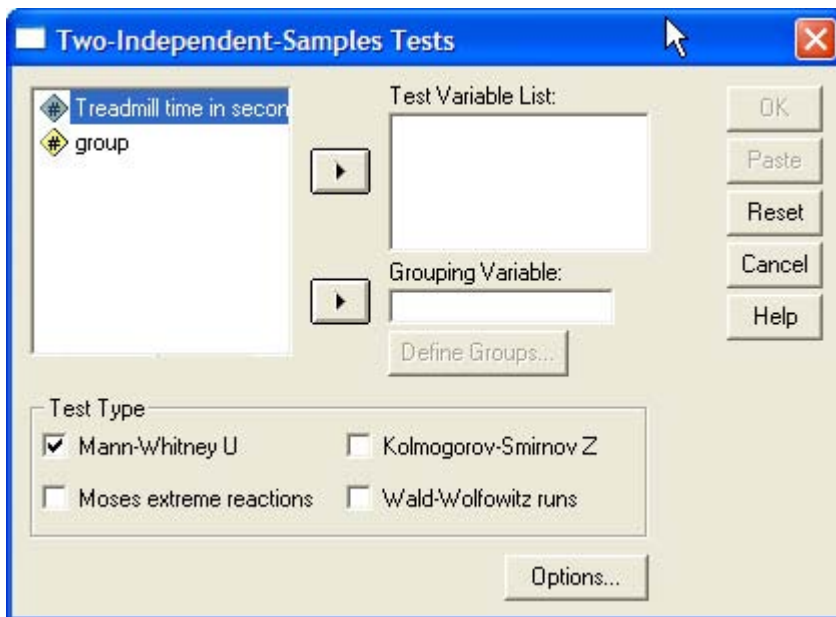 Two-Independent-Samples Tests
# Treadmill time in secon
# group
Test Variable List:
Grouping Variable:
Define Groups...
OK
Paste
Reset
Cancel
Help
Test Type
Mann-Whitney U
Kolmogorov-Smirnov Z
Moses extreme reactions
Wald-Wolfowitz runs
Options...